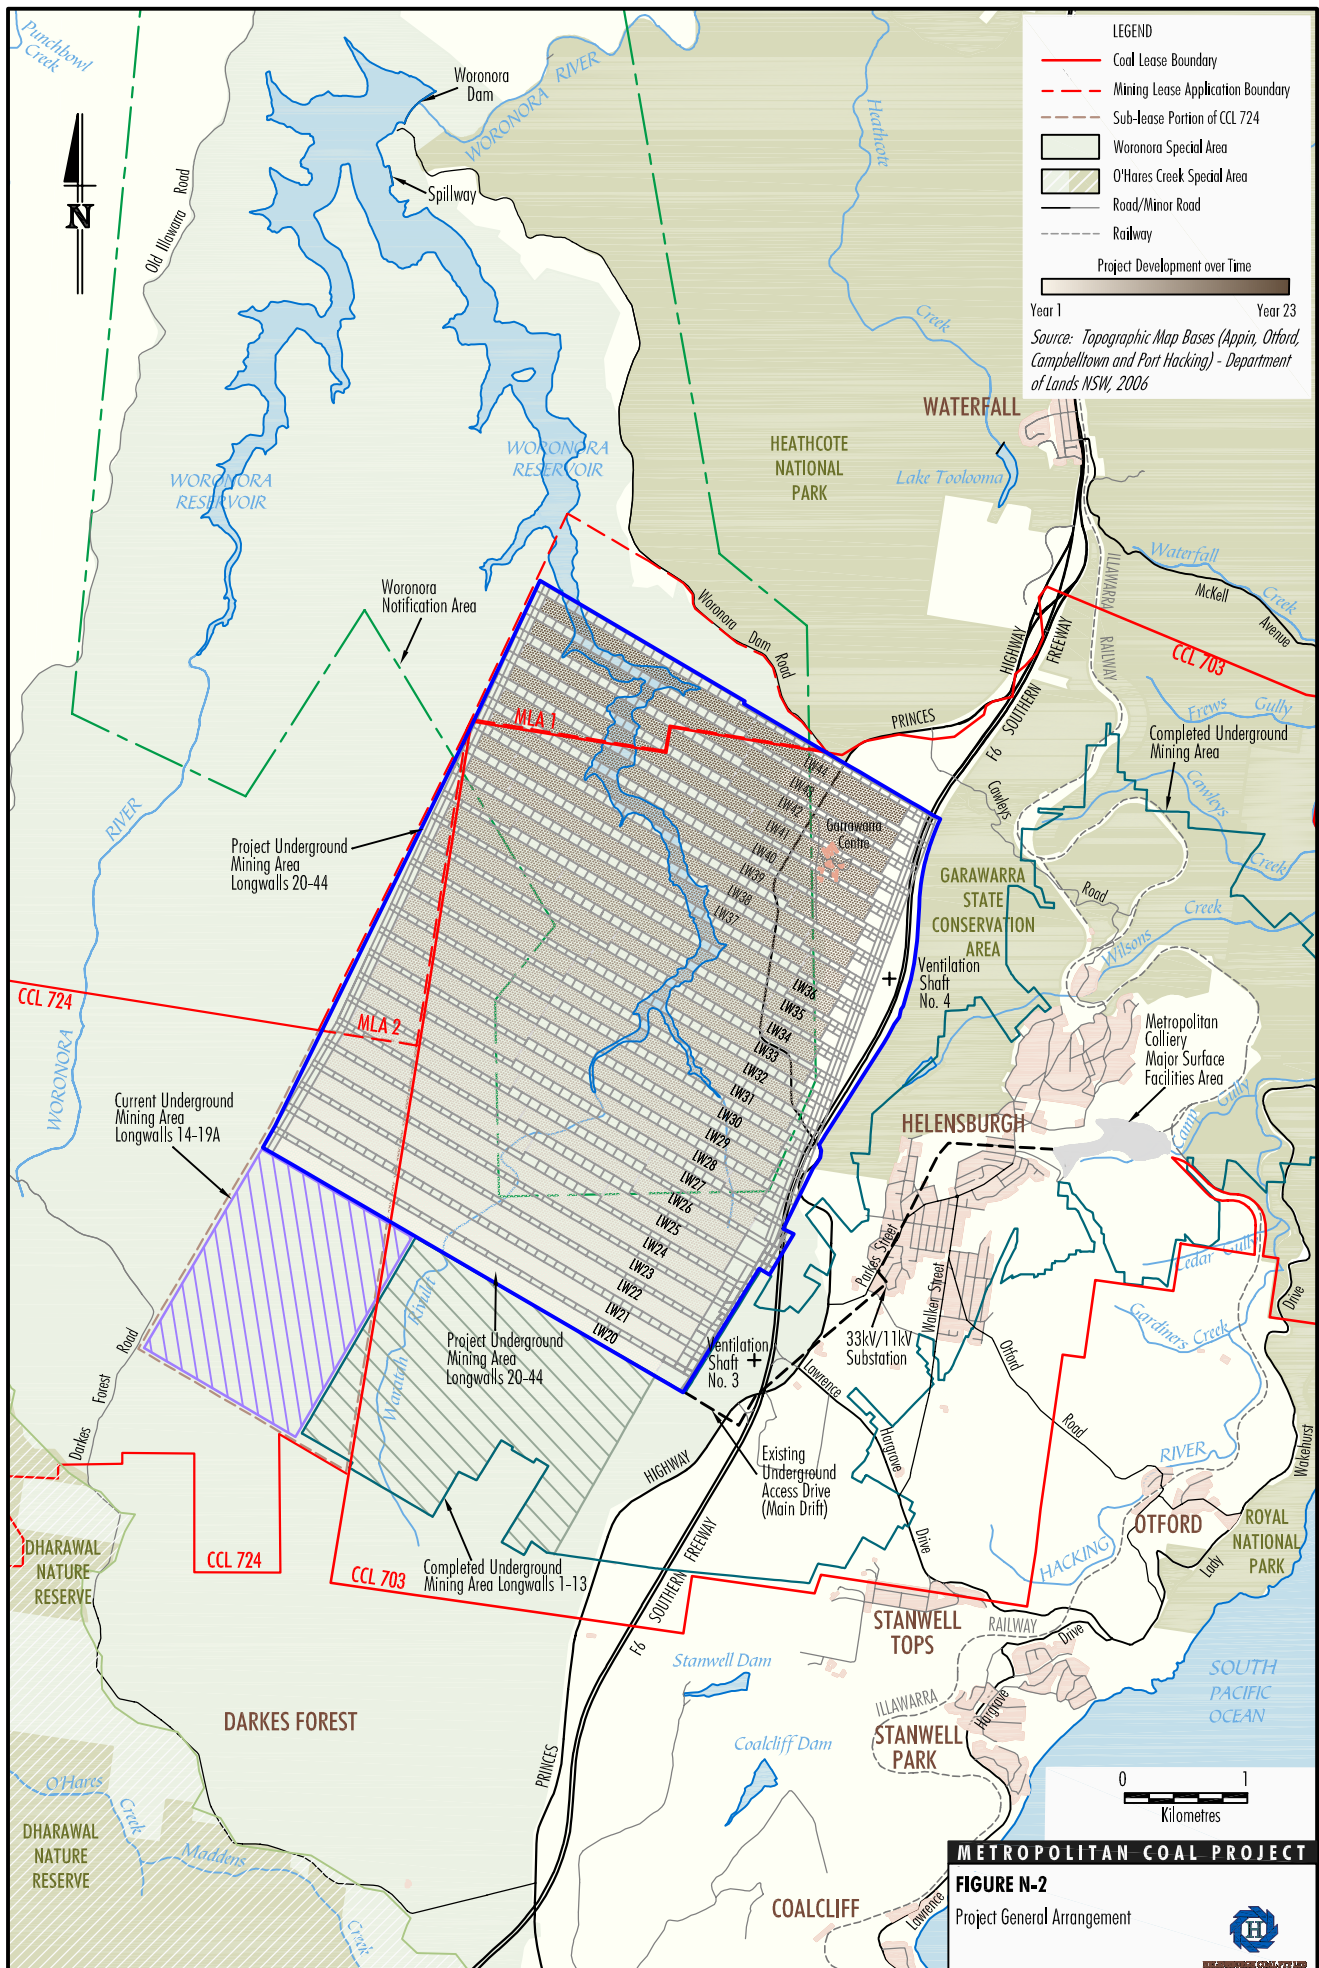 LEGEND
Coal Lease Boundary
Mining Lease Application Boundary
Sub-lease Portion of CCL 724
Woronora Special Area
O'Hares Creek Special Area
Road/Minor Road
Railway
Project Development over Time
Year 1
Year 23
Source: Topographic Map Bases (Appin, Otford,
Campbelltown and Port Hacking) - Department
of Lands NSW, 2006
Punchbowl
Creek
N
Old Illawarra Road
Woronora
Dam
WORONORA RIVER
Spillway
Heathcote
Creek
WATERFALL
HEATHCOTE
NATIONAL
PARK
Lake Toolooma
WORONORA
RESERVOIR
WORONORA
RESERVOIR
Woronora
Notification Area
Woronora Dam Road
ILLAWARRA RAILWAY
Waterfall
Creek
McKell
Avenue
CCL 703
HIGHWAY
FREEWAY
PRINCES
F6 SOUTHERN
Frews Gully
Completed Underground
Mining Area
Cawleys
Creek
Cawleys
Road
MLA 1
RIVER
WORONORA
Project Underground
Mining Area
Longwalls 20-44
LW44
LW43
LW42
LW41
LW40
LW39
LW38
LW37
LW36
LW35
LW34
LW33
LW32
LW31
LW30
LW29
LW28
LW27
LW26
LW25
LW24
LW23
LW22
LW21
LW20
Garrawarra
Centre
GARAWARRA
STATE
CONSERVATION
AREA
Wilsons
Creek
Ventilation
Shaft
No. 4
CCL 724
MLA 2
Metropolitan
Colliery
Major Surface
Facilities Area
Camp Gully
HELENSBURGH
Current Underground
Mining Area
Longwalls 14-19A
Parkes Street
Walker Street
Cedar Gully
Gardiners Creek
Drive
Waratah Rivulet
Project Underground
Mining Area
Longwalls 20-44
Ventilation
Shaft
No. 3
33kV/11kV
Substation
Lawrence
Hargrave
Drive
Otford
Road
Darkes Forest Road
Existing
Underground
Access Drive
(Main Drift)
HIGHWAY
RIVER
HACKING
OTFORD
Wakehurst
Lady
ROYAL
NATIONAL
PARK
DHARAWAL
NATURE
RESERVE
CCL 724
CCL 703
Completed Underground
Mining Area Longwalls 1-13
F6 SOUTHERN FREEWAY
STANWELL
TOPS
RAILWAY
Drive
ILLAWARRA
Hargrave
STANWELL
PARK
Stanwell Dam
SOUTH
PACIFIC
OCEAN
DARKES FOREST
Coalcliff Dam
PRINCES
O'Hares
Creek
Maddens
Creek
DHARAWAL
NATURE
RESERVE
COALCLIFF
Lawrence
0
1
Kilometres
METROPOLITAN COAL PROJECT
FIGURE N-2
Project General Arrangement
H
HELENSBURGH COAL PTY LTD